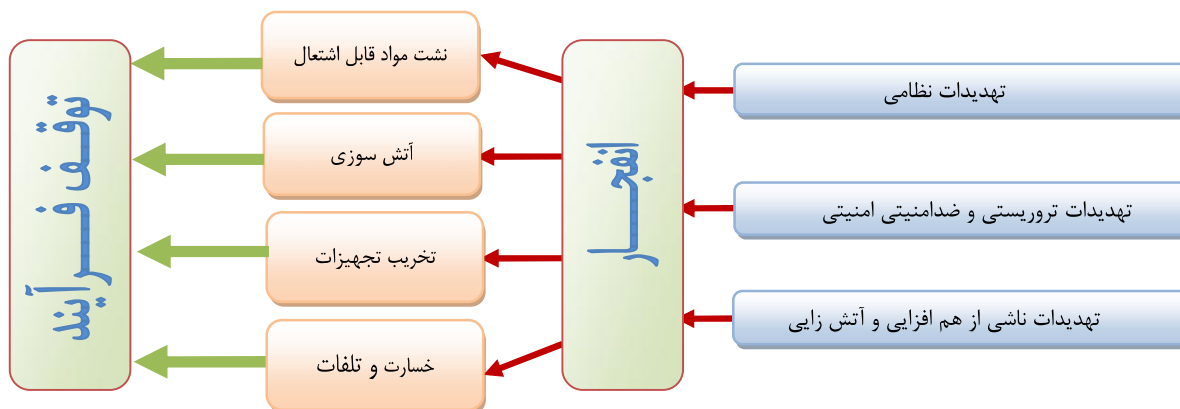 تهدیدات نظامی
تهدیدات تروریستی و ضدامنیتی امنیتی
تهدیدات ناشی از هم افزایی و آتش زایی
انفجار
نشت مواد قابل اشتعال
آتش سوزی
تخریب تجهیزات
خسارت و تلفات
توقف فرآیند